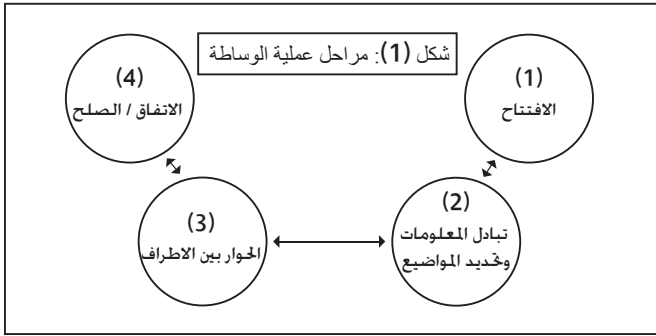 شكل (1): مراحل عملية الوساطة
(1)
الافتتاح
(2)
تبادل المعلومات
وتحديد المواضيع
(3)
الحوار بين الاطراف
(4)
الاتفاق / الصلح